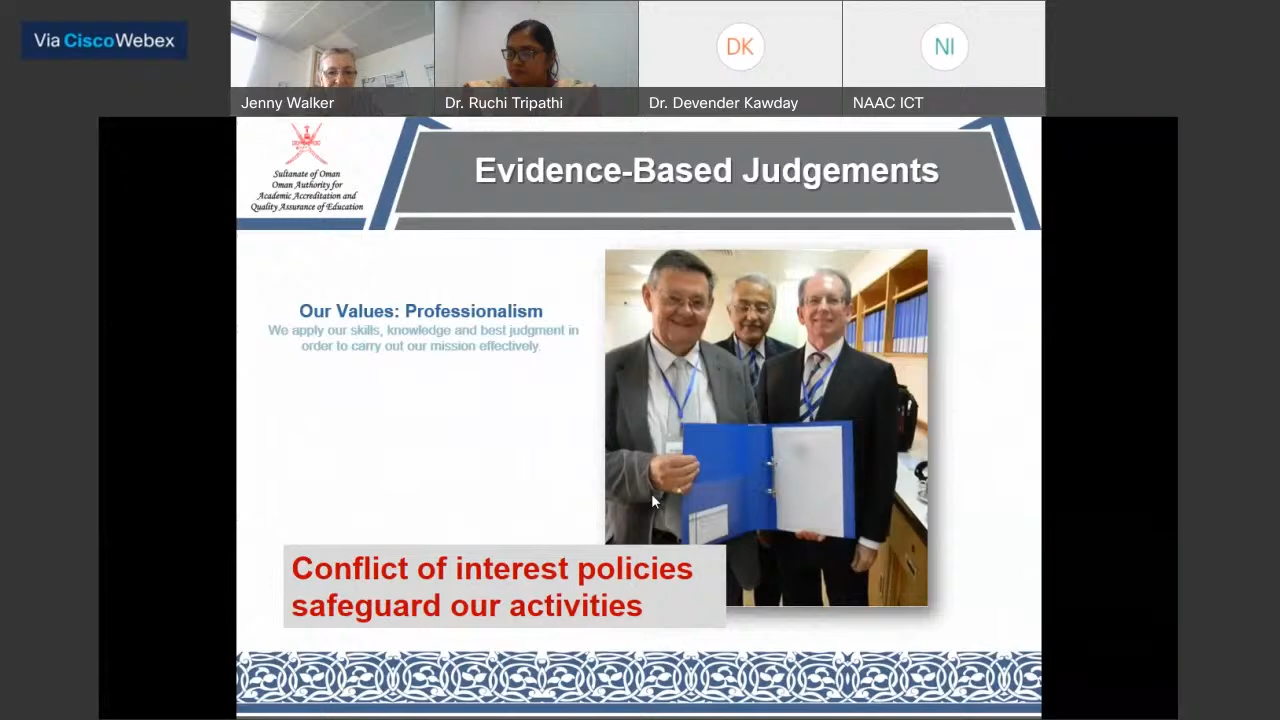 Via CiscoWebex
Jenny Walker
Dr. Ruchi Tripathi
DK
Dr. Devender Kawday
NI
NAAC ICT
Sultanate of Oman
Oman Authority for
Academic Accreditation and
Quality Assurance of Education
Evidence-Based Judgements
Our Values: Professionalism
We apply our skills, knowledge and best judgment in
order to carry out our mission effectively.
Conflict of interest policies
safeguard our activities